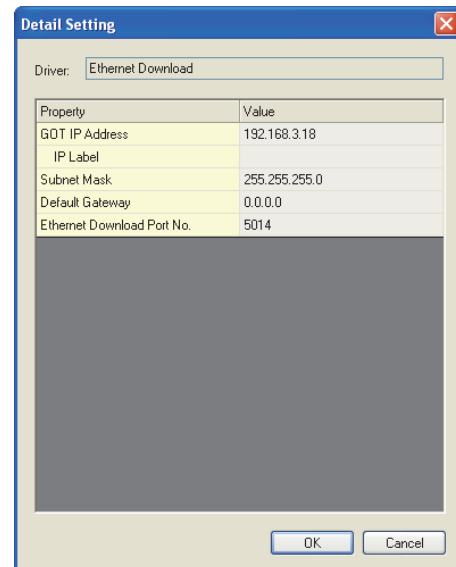 Detail Setting
Driver: Ethernet Download
Property Value
GOT IP Address 192.168.3.18
IP Label
Subnet Mask 255.255.255.0
Default Gateway 0.0.0.0
Ethernet Download Port No. 5014
OK Cancel